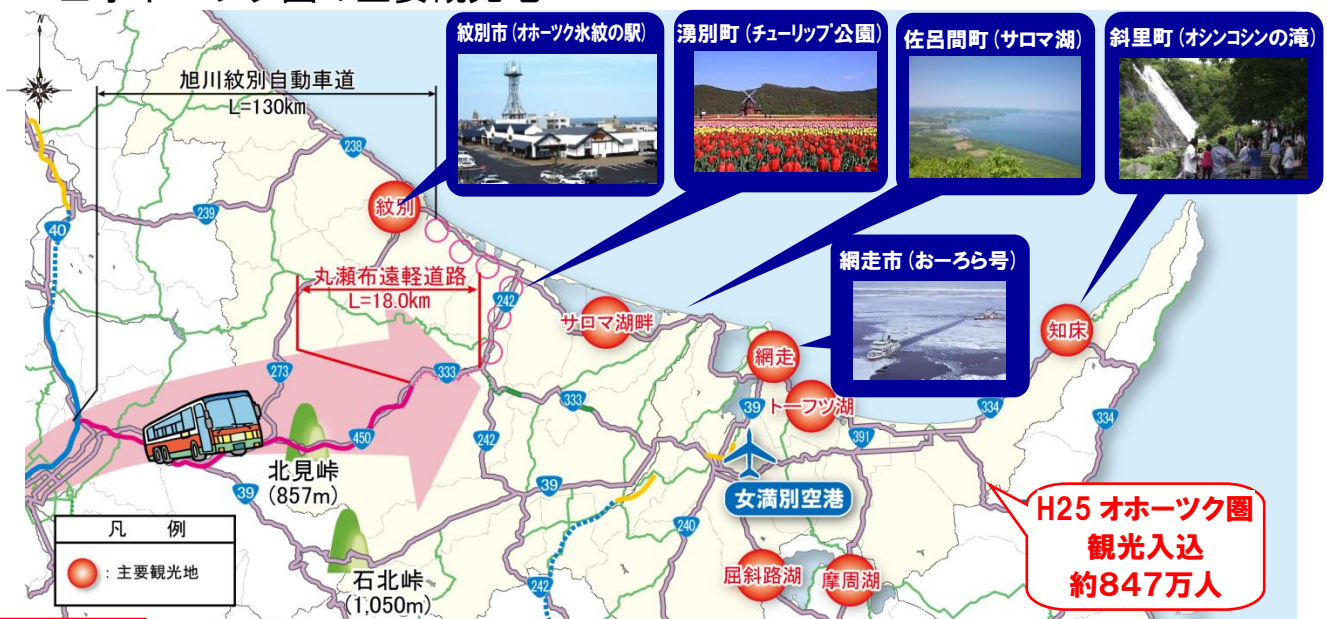 紋別市(オホーツク氷紋の駅)
湧別町(チューリップ公園)
佐呂間町(サロマ湖)
斜里町(オシンコシンの滝)
旭川紋別自動車道
L=130km
238
紋別
239
40
網走市(おーろら号)
丸瀬布遠軽道路
L=18.0km
242
サロマ湖畔
知床
網走
273
333
トーフツ湖
333
39
334
334
450
242
391
北見峠
(857m)
39
39
女満別空港
240
H25 オホーツク圏
観光入込
約847万人
凡 例
:主要観光地
石北峠
(1,050m)
242
屈斜路湖
摩周湖